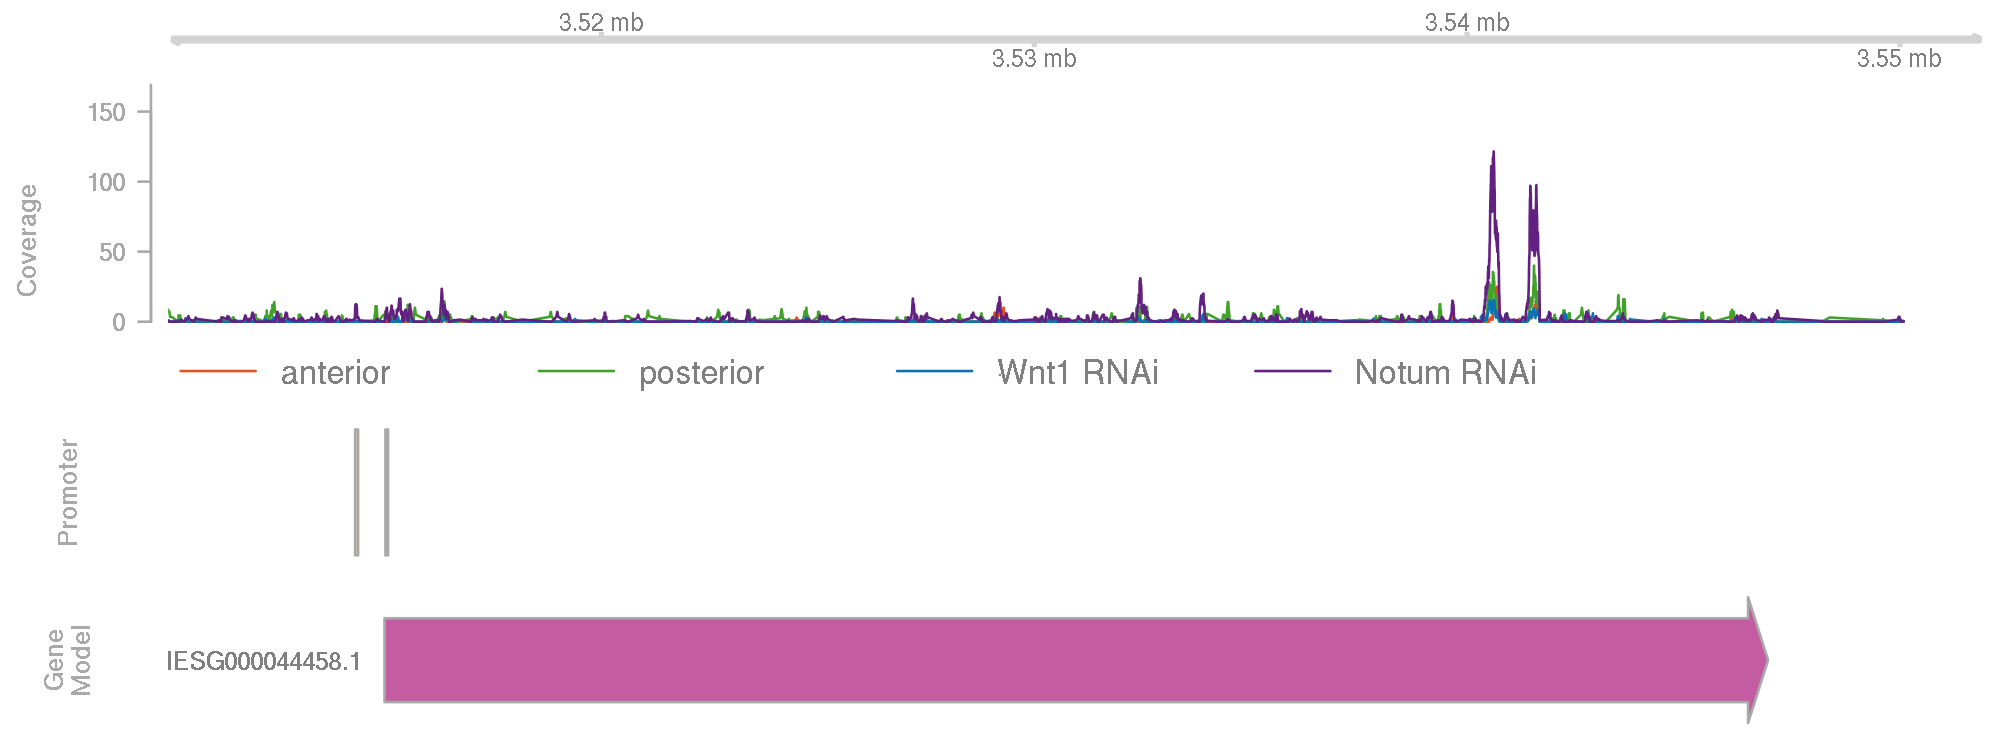 3.52 mb
3.54 mb
3.53 mb
3.55 mb
150
100
50
0
Coverage
anterior
posterior
Wnt1 RNAi
Notum RNAi
Promoter
Gene
Model
IESG000044458.1